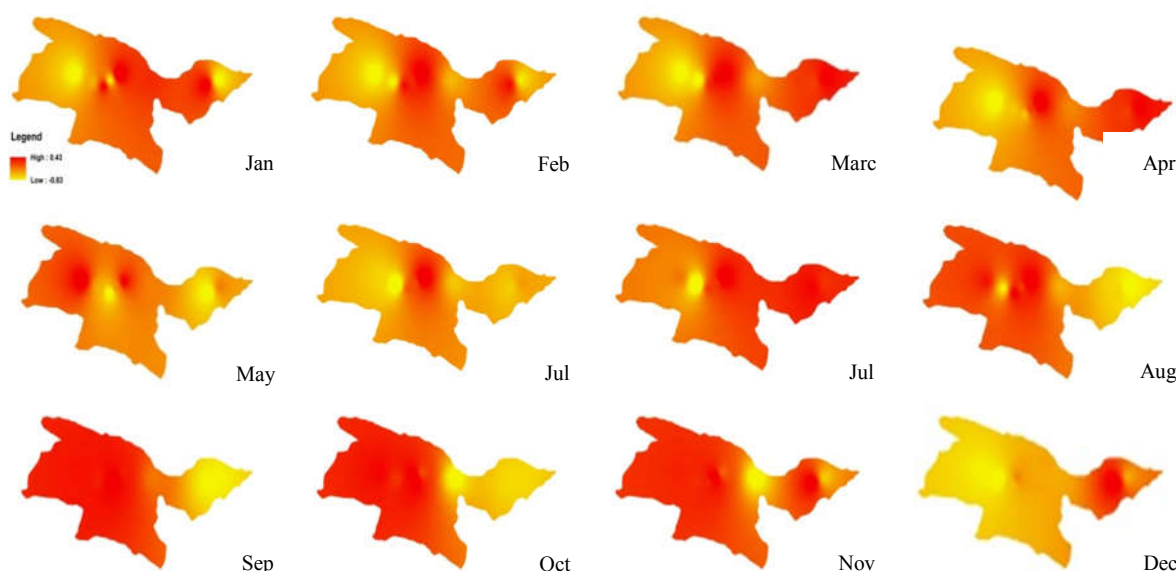 Legend
High : 0.43
Low : -0.83
Jan
Feb
Marc
Apr
May
Jul
Jul
Aug
Sep
Oct
Nov
Dec